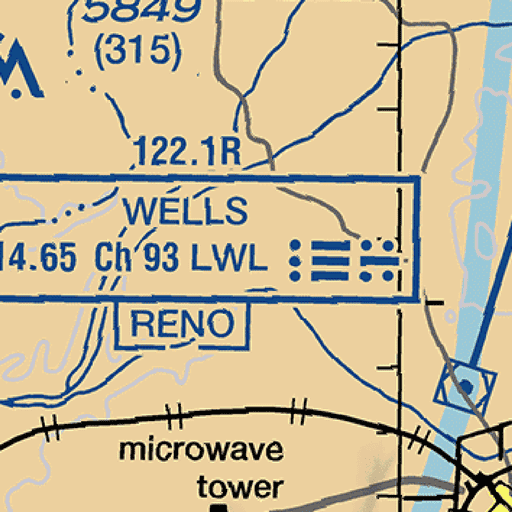 5849
(315)
122.1R
WELLS
14.65 Ch 93 LWL
RENO
microwave
tower